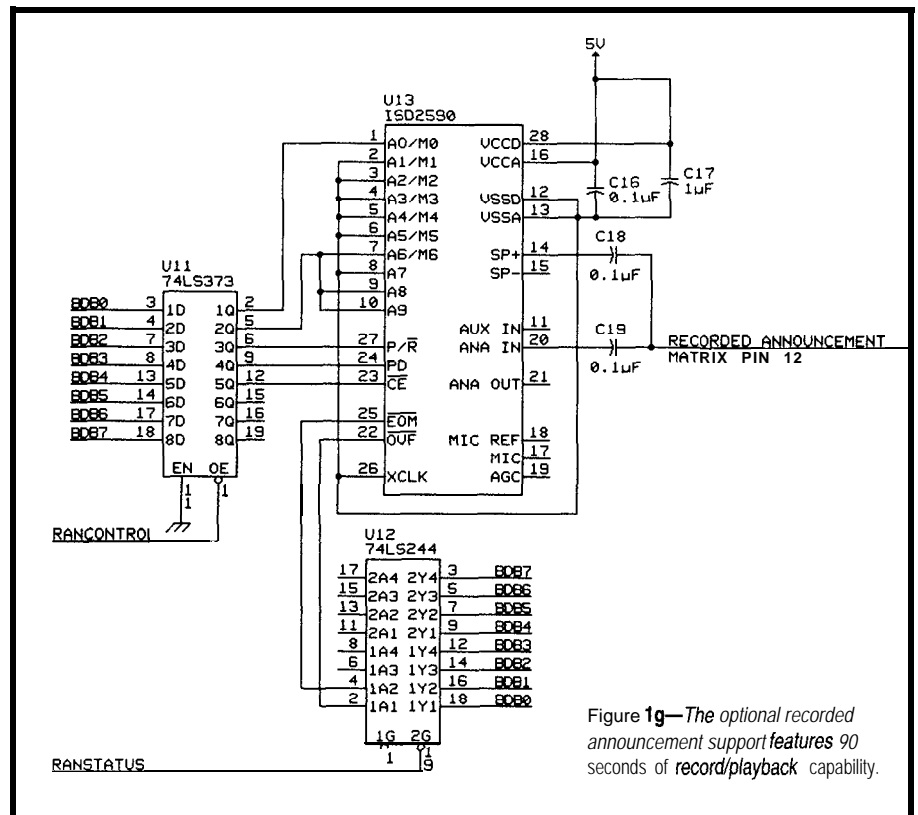 5V
U13
ISD2590
1 A0/M0 VCCD 28
2 A1/M1 VCCA 16
3 A2/M2
4 A3/M3 VSSD 12
5 A4/M4 VSSA 13
6 A5/M5
7 A6/M6 SP+ 14
8 A7 SP- 15
9 A8
10 A9
AUX IN 11
27 P/R ANA IN 20
24 PD
23 CE ANA OUT 21
25 EOM
22 OVF MIC REF 18
MIC 17
26 XCLK AGC 19
C16
0.1µF
C17
1µF
C18
0.1µF
C19
0.1µF
RECORDED ANNOUNCEMENT
MATRIX PIN 12
U11
74LS373
BDB0 3 1D 1Q 2
BDB1 4 2D 2Q 5
BDB2 7 3D 3Q 6
BDB3 8 4D 4Q 9
BDB4 13 5D 5Q 12
BDB5 14 6D 6Q 15
BDB6 17 7D 7Q 16
BDB7 18 8D 8Q 19
EN OE
1 1
1
RANCONTROL
U12
74LS244
17 2A4 2Y4 3 BDB7
15 2A3 2Y3 5 BDB6
13 2A2 2Y2 7 BDB5
11 2A1 2Y1 9 BDB4
8 1A4 1Y4 12 BDB3
6 1A3 1Y3 14 BDB2
4 1A2 1Y2 16 BDB1
2 1A1 1Y1 18 BDB0
1G 2G
1 1
9
RANSTATUS
Figure 1g—The optional recorded
announcement support features 90
seconds of record/playback capability.